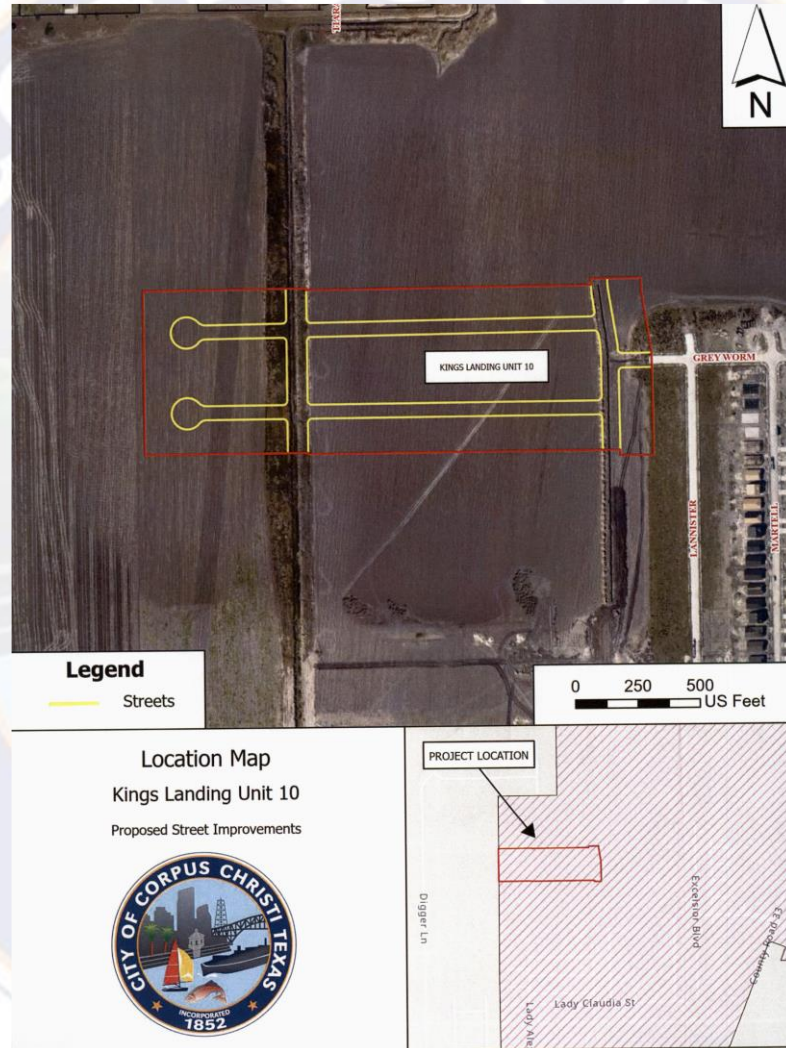 N
KINGS LANDING UNIT 10
GREY WORM
LANNISTER
MARTELL
Legend
Streets
0 250 500
US Feet
Location Map
Kings Landing Unit 10
Proposed Street Improvements
CITY OF CORPUS CHRISTI TEXAS
INCORPORATED
1852
PROJECT LOCATION
Digger Ln
Excelsior Blvd
County Road 33
Lady Claudia St
Lady Ale